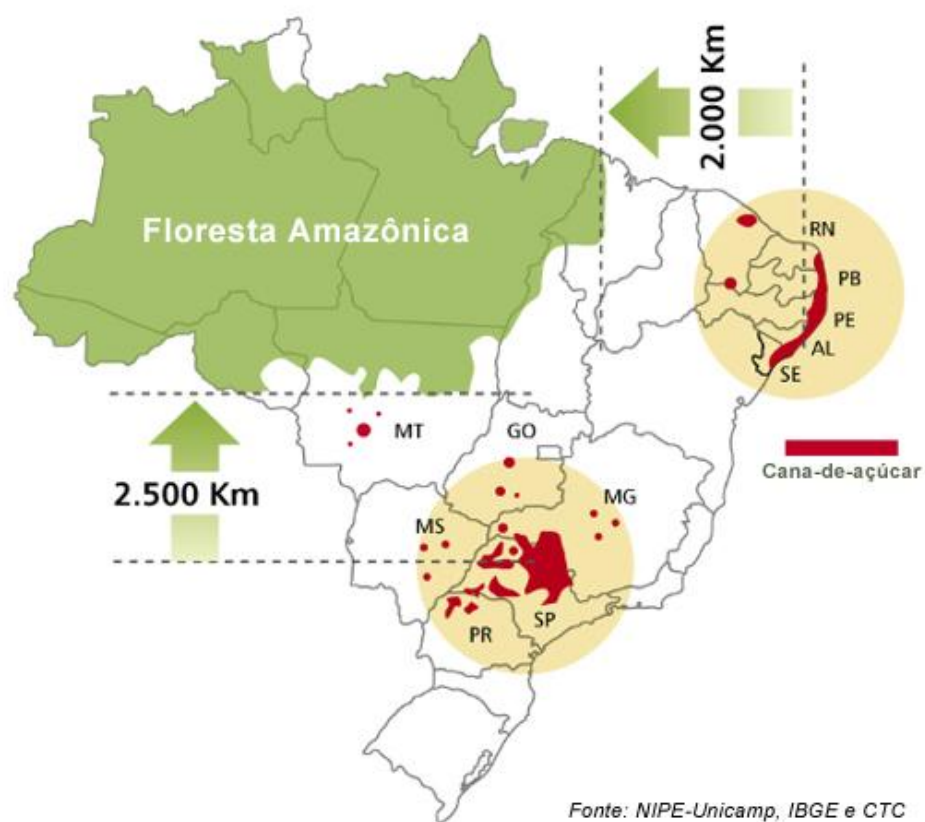 2.000 Km
Floresta Amazônica
RN
PB
PE
AL
SE
MT
GO
Cana-de-açúcar
2.500 Km
MG
MS
SP
PR
Fonte: NIPE-Unicamp, IBGE e CTC